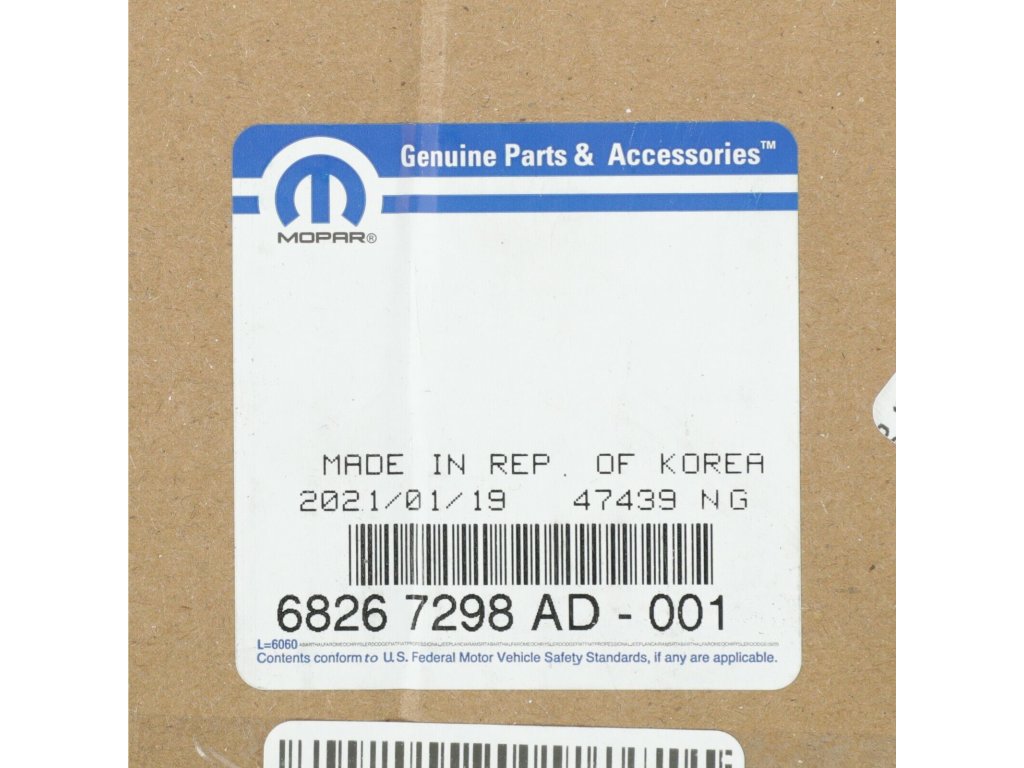 Genuine Parts & Accessories™
MOPAR®
MADE IN REP. OF KOREA
2021/01/19 47439 NG
6826 7298 AD - 001
L=6060
Contents conform to U.S. Federal Motor Vehicle Safety Standards, if any are applicable.